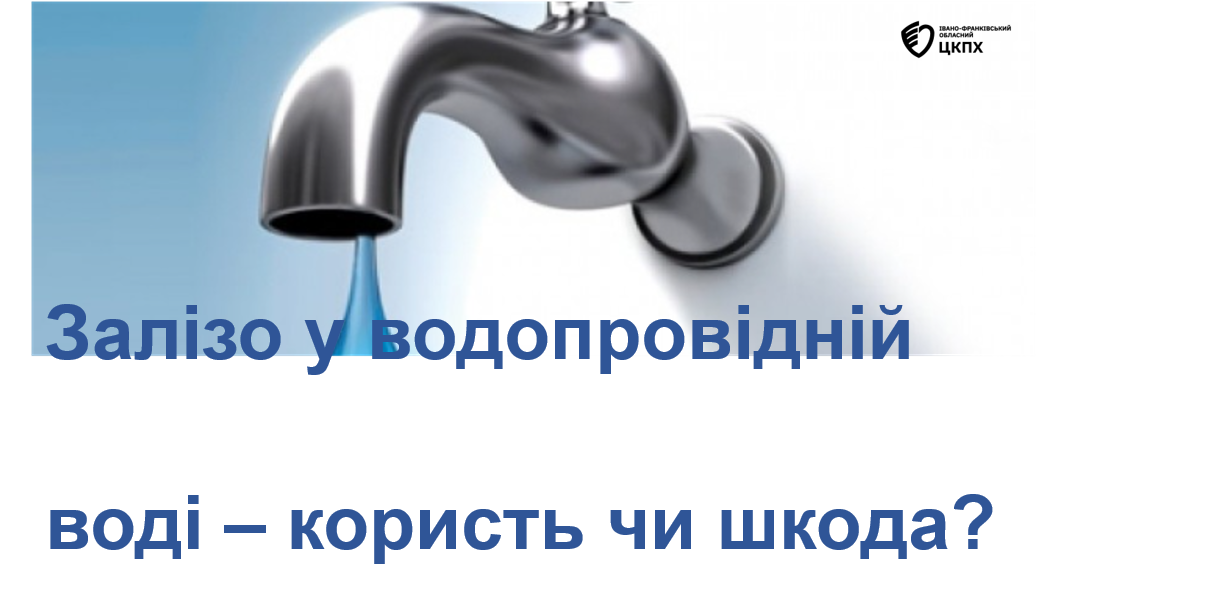 ІВАНО-ФРАНКІВСЬКИЙ
ОБЛАСНИЙ
ЦКПХ
Залізо у водопровідній
воді – користь чи шкода?